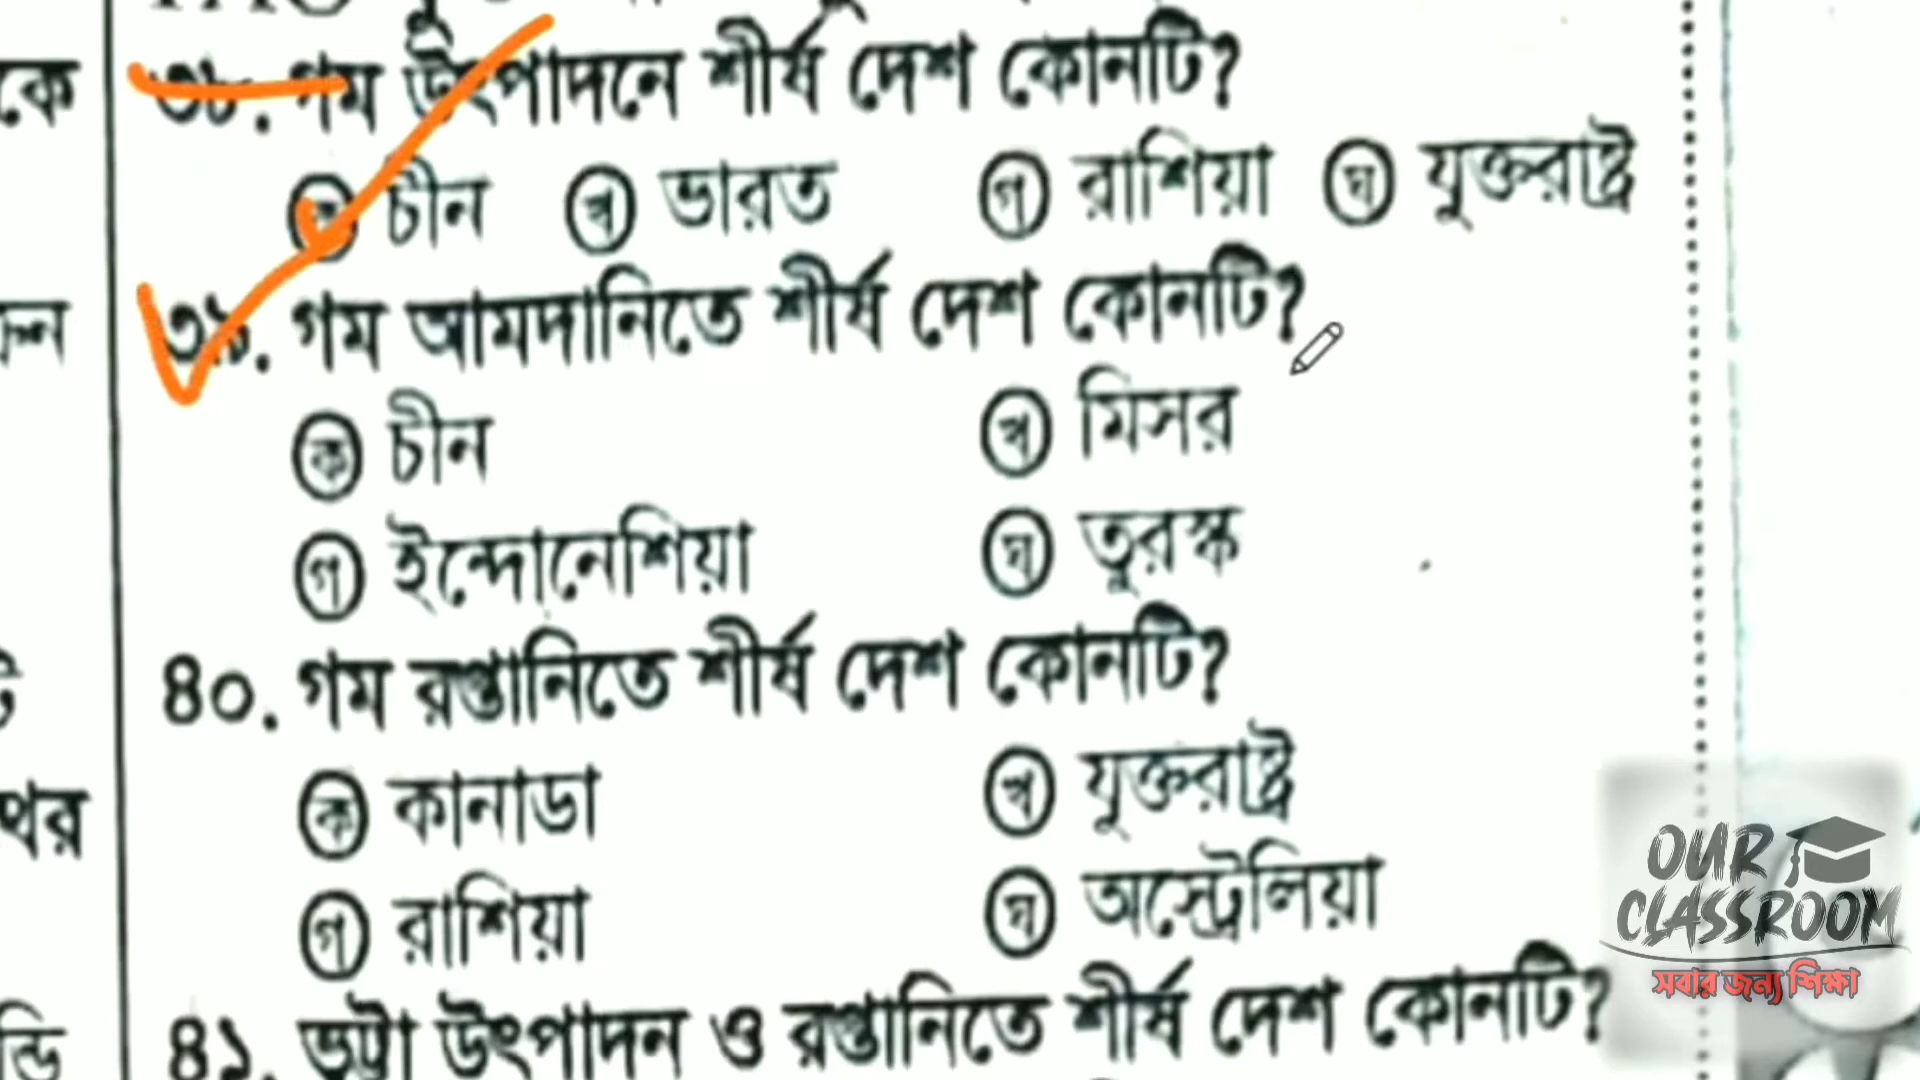 কে
৩৮. গম উৎপাদনে শীর্ষ দেশ কোনটি?
ক চীন খ ভারত গ রাশিয়া ঘ যুক্তরাষ্ট্র
৩৯. গম আমদানিতে শীর্ষ দেশ কোনটি?
ক চীন খ মিসর
গ ইন্দোনেশিয়া ঘ তুরস্ক
৪০. গম রপ্তানিতে শীর্ষ দেশ কোনটি?
ক কানাডা খ যুক্তরাষ্ট্র
থর
গ রাশিয়া ঘ অস্ট্রেলিয়া
৪১. ভুট্টা উৎপাদন ও রপ্তানিতে শীর্ষ দেশ কোনটি?
OUR
CLASSROOM
সবার জন্য শিক্ষা